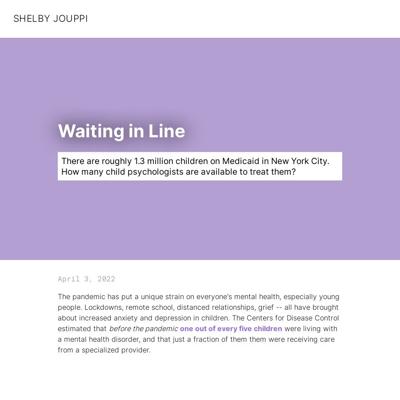 SHELBY JOUPPI
Waiting in Line
There are roughly 1.3 million children on Medicaid in New York City.
How many child psychologists are available to treat them?
April 3, 2022
The pandemic has put a unique strain on everyone's mental health, especially young
people. Lockdowns, remote school, distanced relationships, grief -- all have brought
about increased anxiety and depression in children. The Centers for Disease Control
estimated that before the pandemic one out of every five children were living with
a mental health disorder, and that just a fraction of them them were receiving care
from a specialized provider.